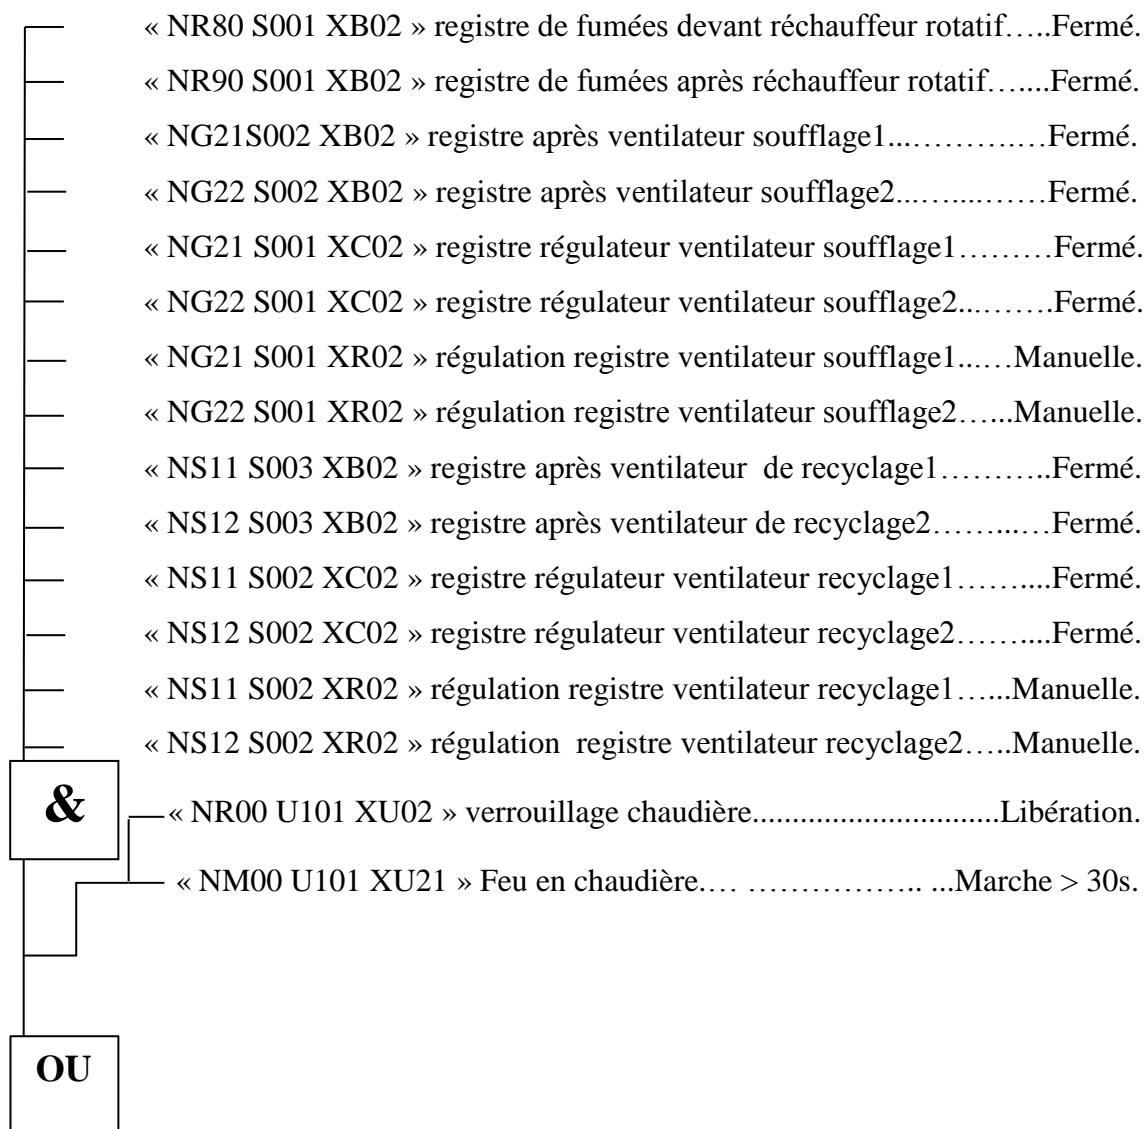 « NR80 S001 XB02 » registre de fumées devant réchauffeur rotatif…..Fermé.
« NR90 S001 XB02 » registre de fumées après réchauffeur rotatif…....Fermé.
« NG21S002 XB02 » registre après ventilateur soufflage1...……….…Fermé.
« NG22 S002 XB02 » registre après ventilateur soufflage2...…...……Fermé.
« NG21 S001 XC02 » registre régulateur ventilateur soufflage1………Fermé.
« NG22 S001 XC02 » registre régulateur ventilateur soufflage2...…….Fermé.
« NG21 S001 XR02 » régulation registre ventilateur soufflage1...…Manuelle.
« NG22 S001 XR02 » régulation registre ventilateur soufflage2…...Manuelle.
« NS11 S003 XB02 » registre après ventilateur de recyclage1………..Fermé.
« NS12 S003 XB02 » registre après ventilateur de recyclage2……...…Fermé.
« NS11 S002 XC02 » registre régulateur ventilateur recyclage1……....Fermé.
« NS12 S002 XC02 » registre régulateur ventilateur recyclage2……....Fermé.
« NS11 S002 XR02 » régulation registre ventilateur recyclage1…...Manuelle.
« NS12 S002 XR02 » régulation registre ventilateur recyclage2…..Manuelle.
&
« NR00 U101 XU02 » verrouillage chaudière.............................Libération.
« NM00 U101 XU21 » Feu en chaudière.… …………….. ...Marche > 30s.
OU